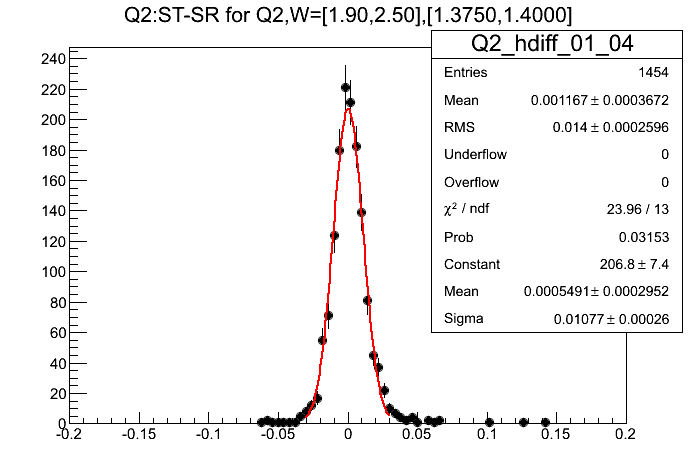 Q2:ST-SR for Q2,W=[1.90,2.50],[1.3750,1.4000]
Q2_hdiff_01_04
Entries 1454
Mean 0.001167 ± 0.0003672
RMS 0.014 ± 0.0002596
Underflow 0
Overflow 0
χ² / ndf 23.96 / 13
Prob 0.03153
Constant 206.8 ± 7.4
Mean 0.0005491 ± 0.0002952
Sigma 0.01077 ± 0.00026
240
220
200
180
160
140
120
100
80
60
40
20
0
-0.2 -0.15 -0.1 -0.05 0 0.05 0.1 0.15 0.2